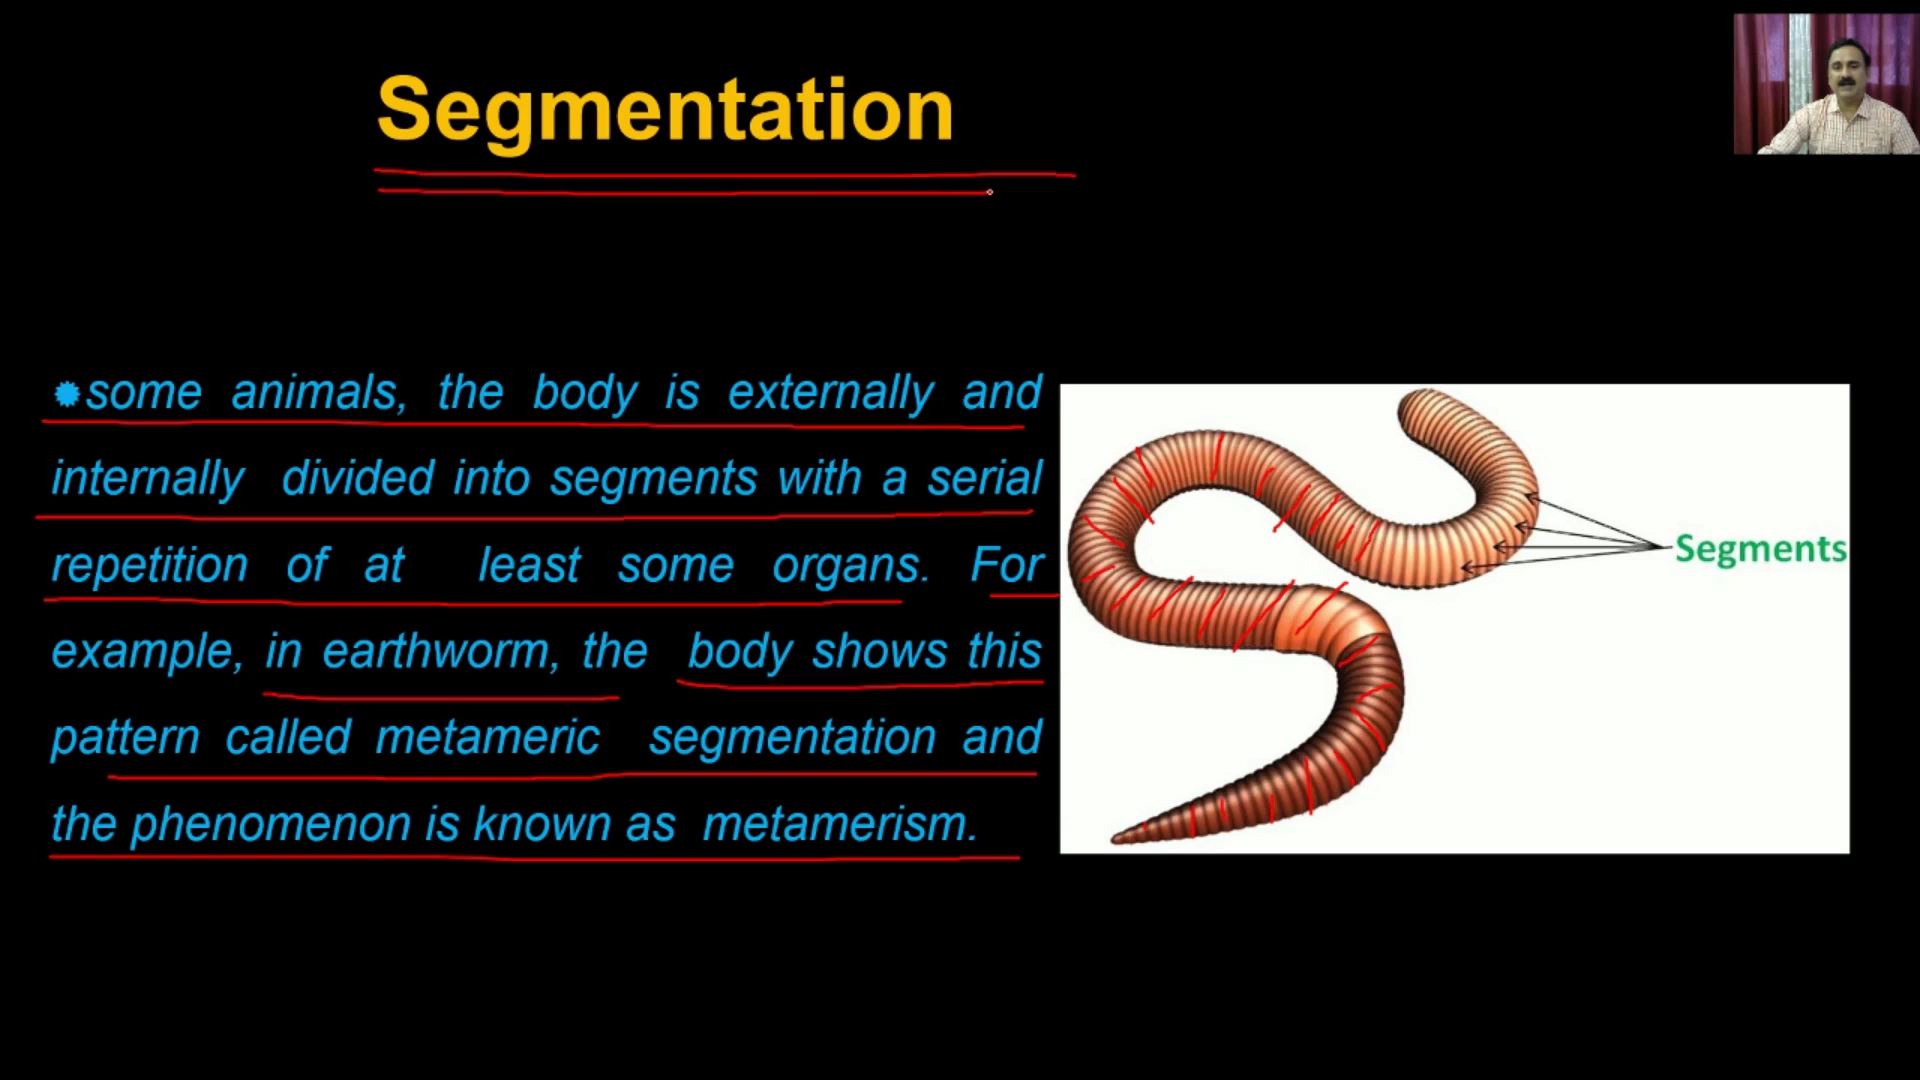 Segmentation
some animals, the body is externally and
internally divided into segments with a serial
repetition of at least some organs. For
example, in earthworm, the body shows this
pattern called metameric segmentation and
the phenomenon is known as metamerism.
Segments